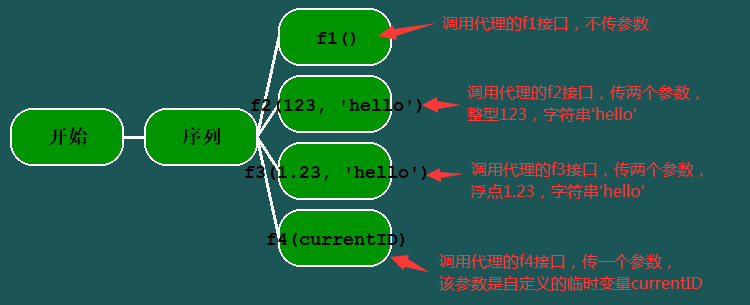 f1()
调用代理的f1接口，不传参数
f2(123, 'hello')
调用代理的f2接口，传两个参数，
整型123，字符串'hello'
开始
序列
f3(1.23, 'hello')
调用代理的f3接口，传两个参数，
浮点1.23，字符串'hello'
f4(currentID)
调用代理的f4接口，传一个参数，
该参数是自定义的临时变量currentID